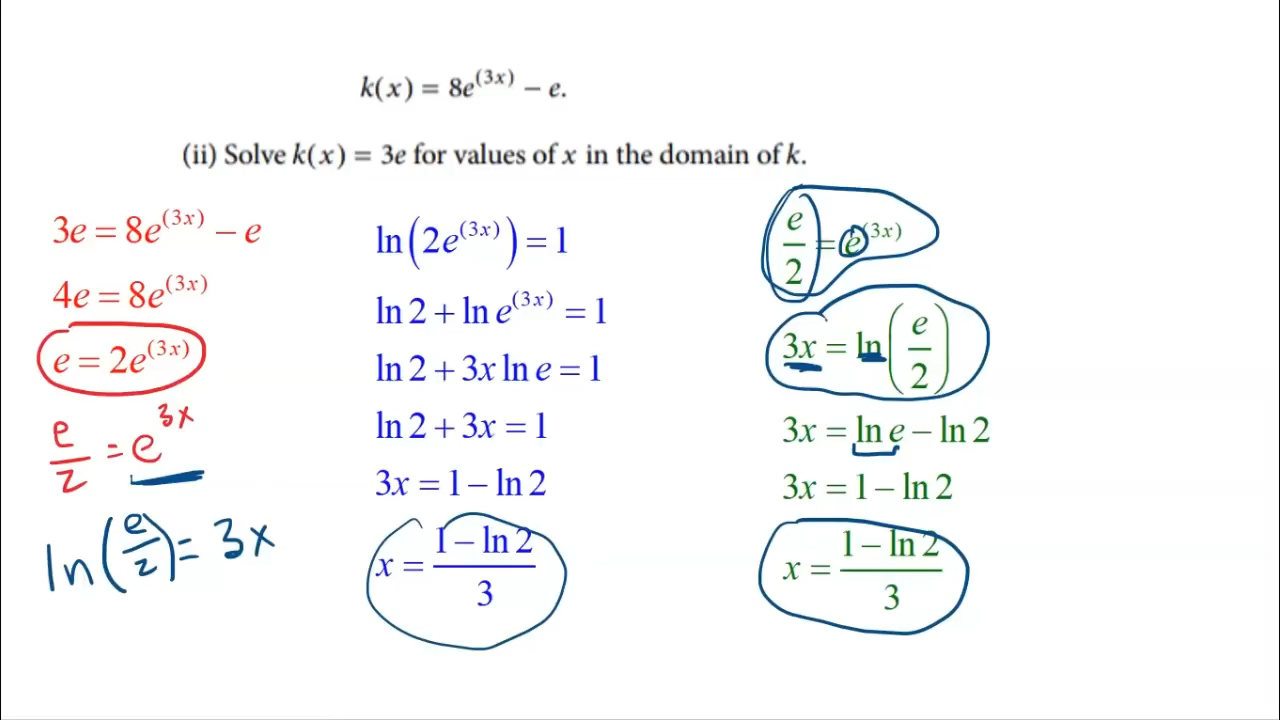 k(x) = 8e^(3x) − e.
(ii) Solve k(x) = 3e for values of x in the domain of k.
3e = 8e^(3x) − e
4e = 8e^(3x)
e = 2e^(3x)
e/2 = e^3x
ln(e/2) = 3x
ln(2e^(3x)) = 1
ln 2 + ln e^(3x) = 1
ln 2 + 3x ln e = 1
ln 2 + 3x = 1
3x = 1 − ln 2
x = (1 − ln 2)/3
e/2 = e^(3x)
3x = ln(e/2)
3x = ln e − ln 2
3x = 1 − ln 2
x = (1 − ln 2)/3